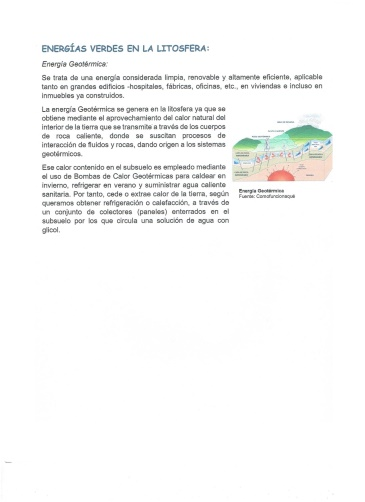 ENERGÍAS VERDES EN LA LITOSFERA:
Energía Geotérmica:
Se trata de una energía considerada limpia, renovable y altamente eficiente, aplicable
tanto en grandes edificios -hospitales, fábricas, oficinas, etc., en viviendas e incluso en
inmuebles ya construidos.
La energía Geotérmica se genera en la litosfera ya que se
obtiene mediante el aprovechamiento del calor natural del
interior de la tierra que se transmite a través de los cuerpos
de roca caliente, donde se suscitan procesos de
interacción de fluidos y rocas, dando origen a los sistemas
geotérmicos.
Ese calor contenido en el subsuelo es empleado mediante
el uso de Bombas de Calor Geotérmicas para caldear en
invierno, refrigerar en verano y suministrar agua caliente
sanitaria. Por tanto, cede o extrae calor de la tierra, según
queramos obtener refrigeración o calefacción, a través de
un conjunto de colectores (paneles) enterrados en el
subsuelo por los que circula una solución de agua con
glicol.
Energía Geotérmica
Fuente; Comofuncionaqué